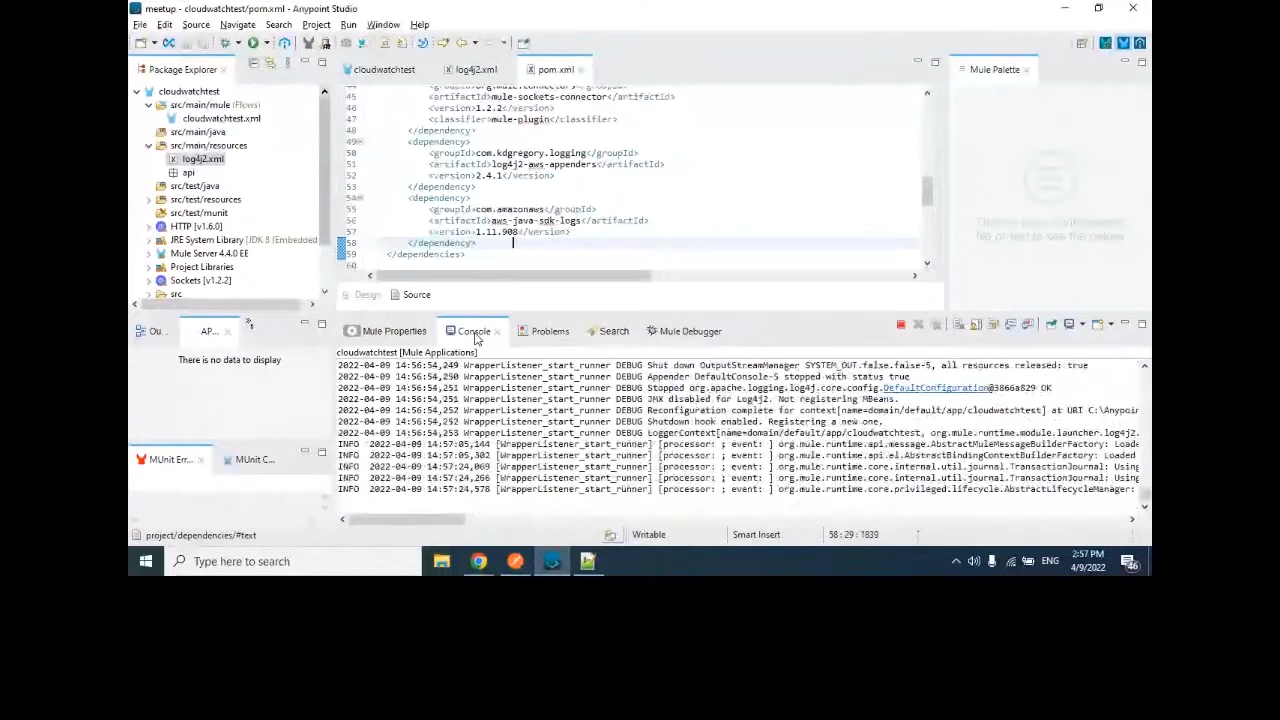 meetup - cloudwatchtest/pom.xml - Anypoint Studio
File Edit Source Navigate Search Project Run Window Help
Package Explorer
cloudwatchtest
src/main/mule (Flows)
cloudwatchtest.xml
src/main/java
src/main/resources
log4j2.xml
api
src/test/java
src/test/resources
src/test/munit
HTTP [v1.6.0]
JRE System Library [JDK 8 (Embedded
Mule Server 4.4.0 EE
Project Libraries
Sockets [v1.2.2]
src
cloudwatchtest log4j2.xml pom.xml
45 <artifactId>mule-sockets-connector</artifactId>
46 <version>1.2.2</version>
47 <classifier>mule-plugin</classifier>
48 </dependency>
49 <dependency>
50 <groupId>com.kdgregory.logging</groupId>
51 <artifactId>log4j2-aws-appenders</artifactId>
52 <version>2.4.1</version>
53 </dependency>
54 <dependency>
55 <groupId>com.amazonaws</groupId>
56 <artifactId>aws-java-sdk-logs</artifactId>
57 <version>1.11.908</version>
58 </dependency>
59 </dependencies>
60
Design Source
Mule Palette
Ou... AP...
There is no data to display
MUnit Err... MUnit C...
Mule Properties Console Problems Search Mule Debugger
cloudwatchtest [Mule Applications]
2022-04-09 14:56:54,249 WrapperListener_start_runner DEBUG Shut down OutputStreamManager SYSTEM_OUT.false.false-5, all resources released: true
2022-04-09 14:56:54,250 WrapperListener_start_runner DEBUG Appender DefaultConsole-5 stopped with status true
2022-04-09 14:56:54,251 WrapperListener_start_runner DEBUG Stopped org.apache.logging.log4j.core.config.DefaultConfiguration@3866a829 OK
2022-04-09 14:56:54,251 WrapperListener_start_runner DEBUG JMX disabled for Log4j2. Not registering MBeans.
2022-04-09 14:56:54,252 WrapperListener_start_runner DEBUG Reconfiguration complete for context[name=domain/default/app/cloudwatchtest] at URI C:\Anypoin
2022-04-09 14:56:54,252 WrapperListener_start_runner DEBUG Shutdown hook enabled. Registering a new one.
2022-04-09 14:56:54,253 WrapperListener_start_runner DEBUG LoggerContext[name=domain/default/app/cloudwatchtest, org.mule.runtime.module.launcher.log4j2.
INFO 2022-04-09 14:57:05,144 [WrapperListener_start_runner] [processor: ; event: ] org.mule.runtime.api.message.AbstractMuleMessageBuilderFactory: Loade
INFO 2022-04-09 14:57:05,302 [WrapperListener_start_runner] [processor: ; event: ] org.mule.runtime.api.el.AbstractBindingContextBuilderFactory: Loaded
INFO 2022-04-09 14:57:24,069 [WrapperListener_start_runner] [processor: ; event: ] org.mule.runtime.core.internal.util.journal.TransactionJournal: Using
INFO 2022-04-09 14:57:24,266 [WrapperListener_start_runner] [processor: ; event: ] org.mule.runtime.core.internal.util.journal.TransactionJournal: Using
INFO 2022-04-09 14:57:24,578 [WrapperListener_start_runner] [processor: ; event: ] org.mule.runtime.core.privileged.lifecycle.AbstractLifecycleManager:
project/dependencies/#text Writable Smart Insert 58:29:1839
Type here to search
ENG
2:57 PM
4/9/2022
46